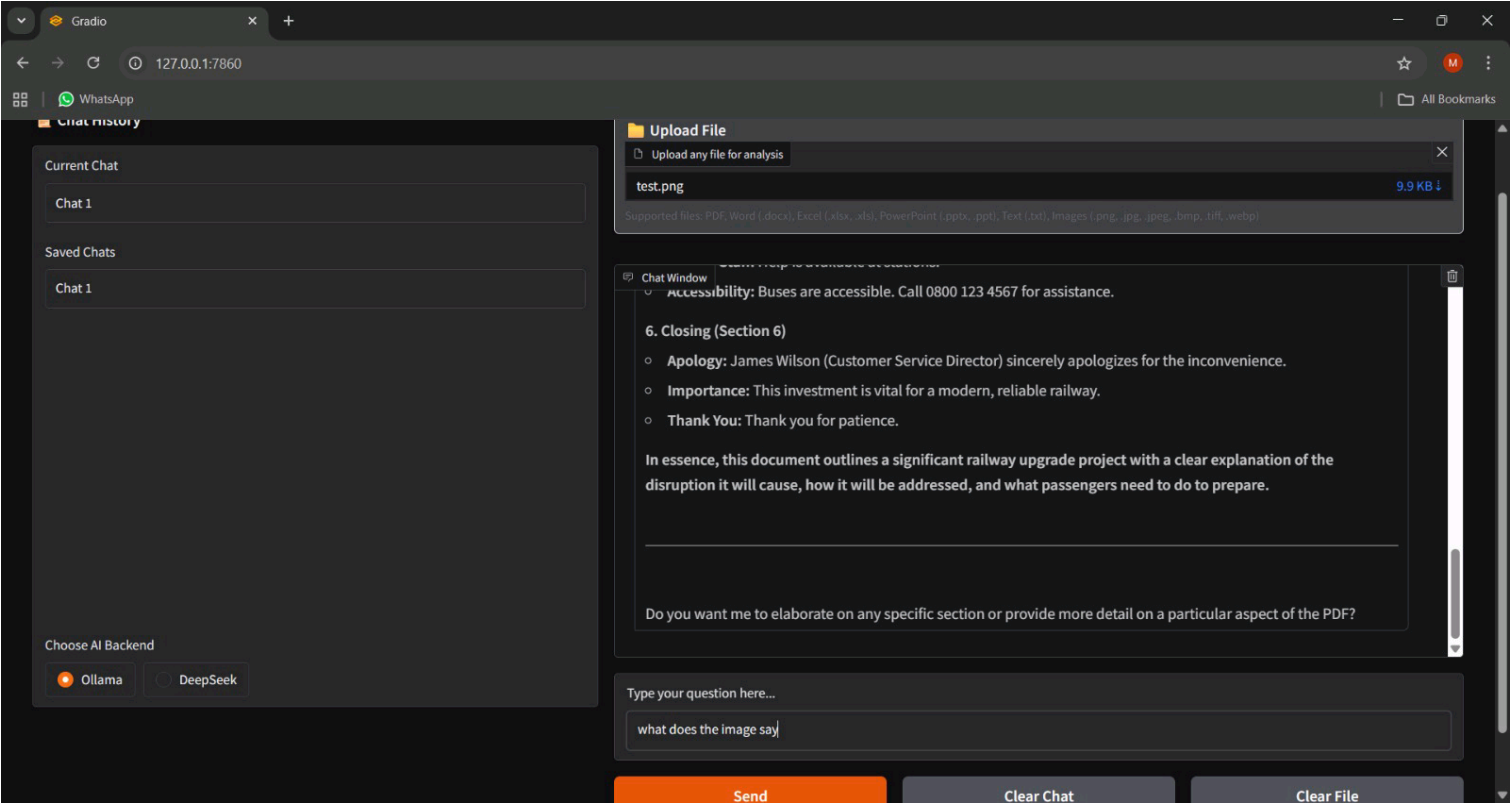 Gradio
127.0.0.1:7860
M
WhatsApp
All Bookmarks
Chat History
Current Chat
Chat 1
Saved Chats
Chat 1
Choose AI Backend
Ollama
DeepSeek
Upload File
Upload any file for analysis
test.png
9.9 KB↓
Supported files: PDF, Word (.docx), Excel (.xlsx, .xls), PowerPoint (.pptx, .ppt), Text (.txt), Images (.png, .jpg, .jpeg, .bmp, .tiff, .webp)
Chat Window
Help is available at stations.
Accessibility: Buses are accessible. Call 0800 123 4567 for assistance.
6. Closing (Section 6)
Apology: James Wilson (Customer Service Director) sincerely apologizes for the inconvenience.
Importance: This investment is vital for a modern, reliable railway.
Thank You: Thank you for patience.
In essence, this document outlines a significant railway upgrade project with a clear explanation of the
disruption it will cause, how it will be addressed, and what passengers need to do to prepare.
Do you want me to elaborate on any specific section or provide more detail on a particular aspect of the PDF?
Type your question here...
what does the image say
Send
Clear Chat
Clear File